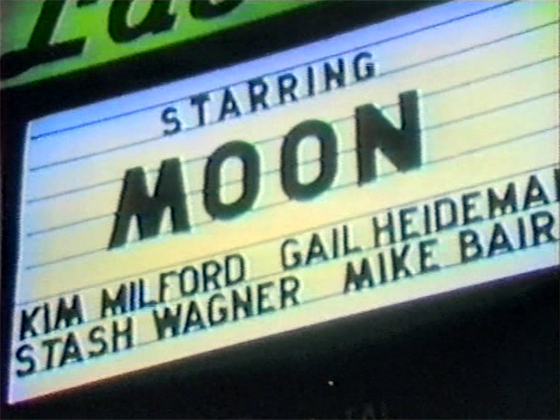 STARRING
MOON
KIM MILFORD GAIL HEIDEMA
STASH WAGNER MIKE BAIR